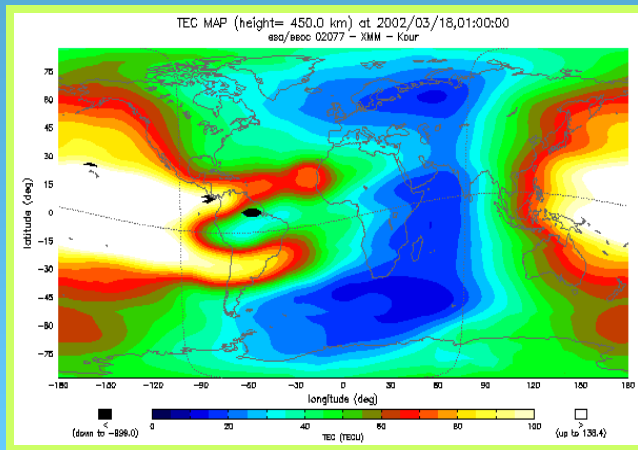 TEC MAP (height= 450.0 km) at 2002/03/18,01:00:00
esa/esoc 02077 - XMM - Kour
latitude (deg)
75
60
45
30
15
0
-15
-30
-45
-60
-75
-180 -150 -120 -90 -60 -30 0 30 60 90 120 150 180
longitude (deg)
< 0 20 40 60 80 100 >
(down to -999.0) TEC (TECU) (up to 138.4)